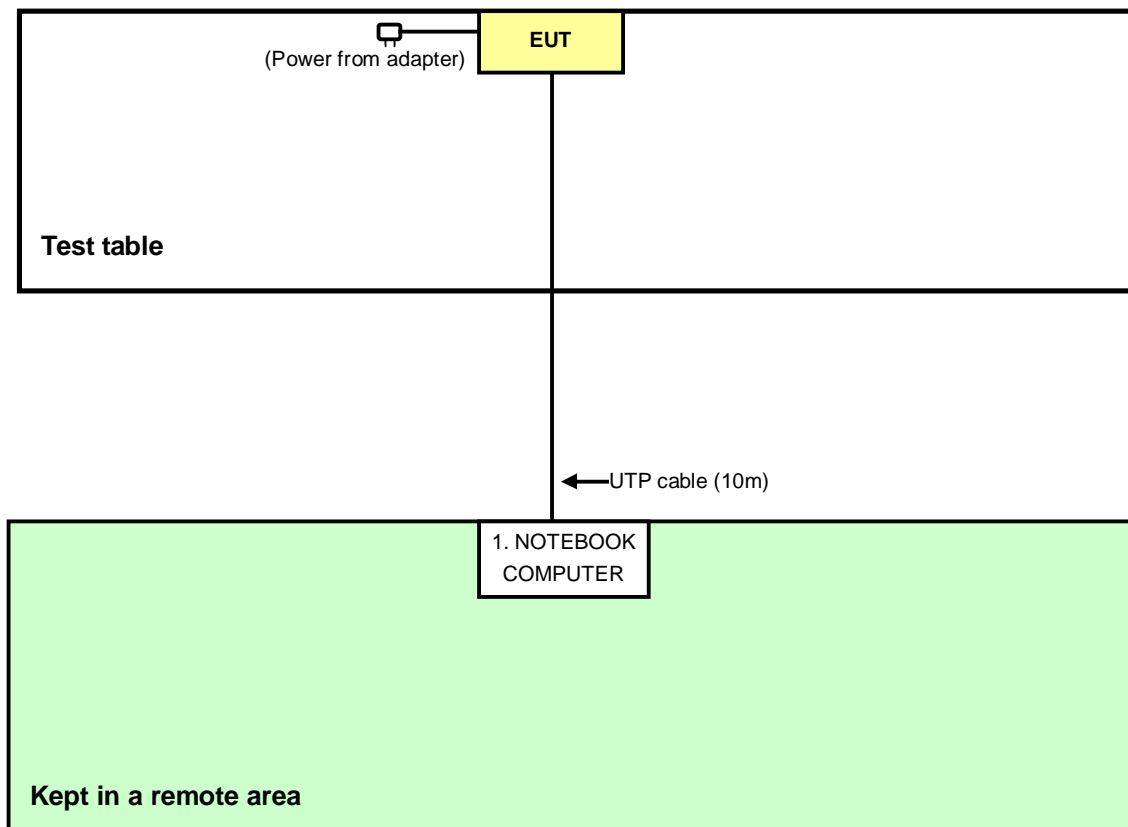 EUT
(Power from adapter)
Test table
UTP cable (10m)
1. NOTEBOOK
COMPUTER
Kept in a remote area